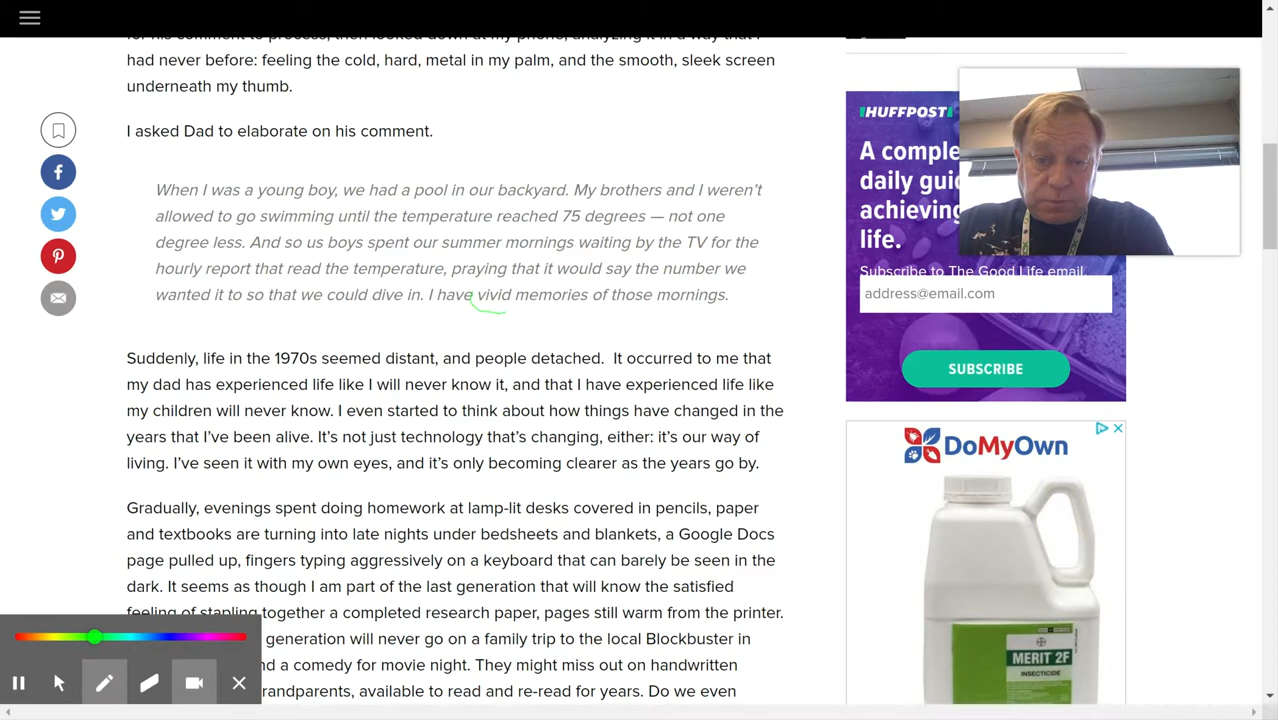 had never before: feeling the cold, hard, metal in my palm, and the smooth, sleek screen
underneath my thumb.
I asked Dad to elaborate on his comment.
When I was a young boy, we had a pool in our backyard. My brothers and I weren't
allowed to go swimming until the temperature reached 75 degrees — not one
degree less. And so us boys spent our summer mornings waiting by the TV for the
hourly report that read the temperature, praying that it would say the number we
wanted it to so that we could dive in. I have vivid memories of those mornings.
Suddenly, life in the 1970s seemed distant, and people detached. It occurred to me that
my dad has experienced life like I will never know it, and that I have experienced life like
my children will never know. I even started to think about how things have changed in the
years that I've been alive. It's not just technology that's changing, either: it's our way of
living. I've seen it with my own eyes, and it's only becoming clearer as the years go by.
Gradually, evenings spent doing homework at lamp-lit desks covered in pencils, paper
and textbooks are turning into late nights under bedsheets and blankets, a Google Docs
page pulled up, fingers typing aggressively on a keyboard that can barely be seen in the
dark. It seems as though I am part of the last generation that will know the satisfied
feeling of stapling together a completed research paper, pages still warm from the printer.
generation will never go on a family trip to the local Blockbuster in
a comedy for movie night. They might miss out on handwritten
available to read and re-read for years. Do we even
HUFFPOST
A comple
daily guid
achieving
life.
Subscribe to The Good Life email.
address@email.com
SUBSCRIBE
DoMyOwn
MERIT 2F
INSECTICIDE